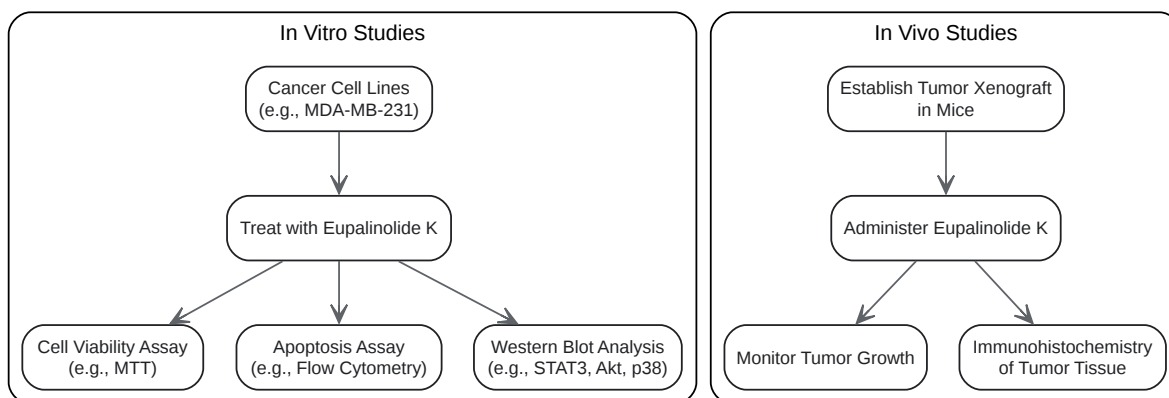 In Vitro Studies
Cancer Cell Lines
(e.g., MDA-MB-231)
Treat with Eupalinolide K
Cell Viability Assay
(e.g., MTT)
Apoptosis Assay
(e.g., Flow Cytometry)
Western Blot Analysis
(e.g., STAT3, Akt, p38)
In Vivo Studies
Establish Tumor Xenograft
in Mice
Administer Eupalinolide K
Monitor Tumor Growth
Immunohistochemistry
of Tumor Tissue